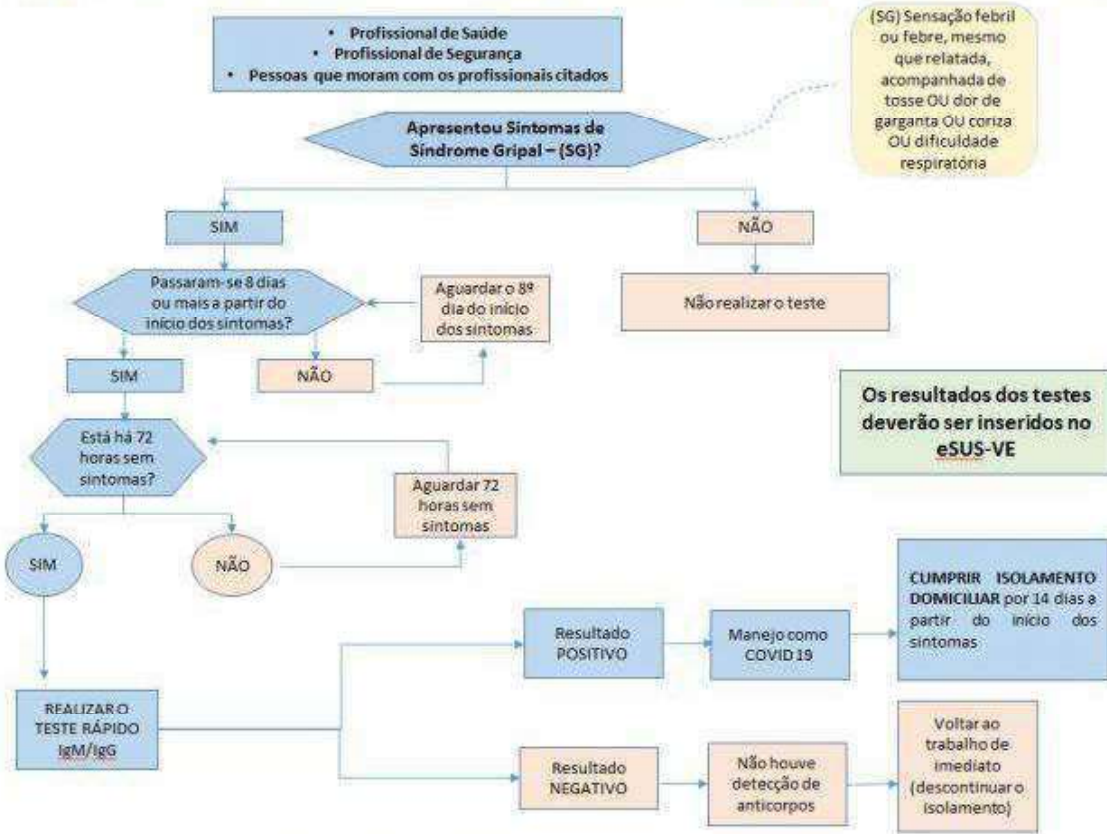 • Profissional de Saúde
• Profissional de Segurança
• Pessoas que moram com os profissionais citados
(SG) Sensação febril
ou febre, mesmo
que relatada,
acompanhada de
tosse OU dor de
garganta OU coriza
OU dificuldade
respiratória
Apresentou Sintomas de
Síndrome Gripal – (SG)?
SIM
NÃO
Passaram-se 8 dias
ou mais a partir do
início dos sintomas?
Aguardar o 8º
dia do início
dos sintomas
Não realizar o teste
SIM
NÃO
Os resultados dos testes
deverão ser inseridos no
eSUS-VE
Está há 72
horas sem
sintomas?
Aguardar 72
horas sem
sintomas
SIM
NÃO
REALIZAR O
TESTE RÁPIDO
IgM/IgG
Resultado
POSITIVO
Manejo como
COVID 19
CUMPRIR ISOLAMENTO
DOMICILIAR por 14 dias a
partir do início dos
sintomas
Resultado
NEGATIVO
Não houve
detecção de
anticorpos
Voltar ao
trabalho de
imediato
(descontinuar o
isolamento)